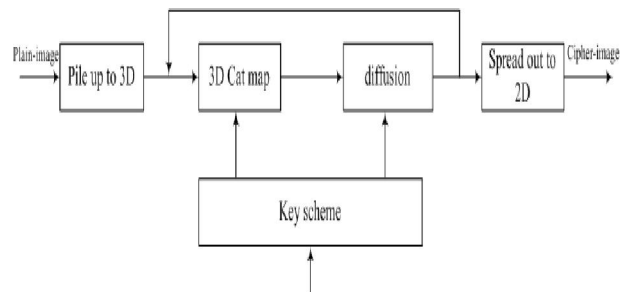 Plain-image
Pile up to 3D
3D Cat map
diffusion
Spread out to
2D
Cipher-image
Key scheme